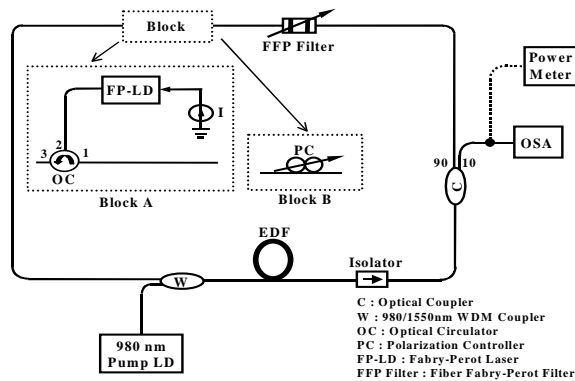 Block
FFP Filter
Power
Meter
FP-LD
I
2
3
1
OC
PC
Block A
Block B
OSA
90
10
C
EDF
Isolator
W
980 nm
Pump LD
C : Optical Coupler
W : 980/1550nm WDM Coupler
OC : Optical Circulator
PC : Polarization Controller
FP-LD : Fabry-Perot Laser
FFP Filter : Fiber Fabry-Perot Filter